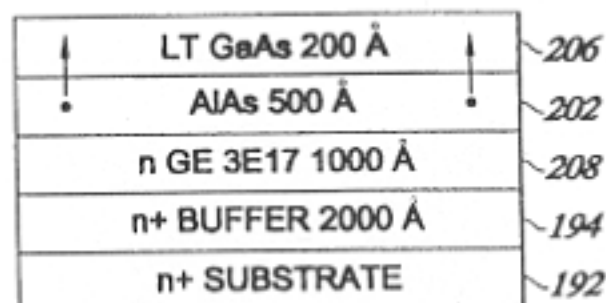 LT GaAs 200 Å 206
AlAs 500 Å 202
n GE 3E17 1000 Å 208
n+ BUFFER 2000 Å 194
n+ SUBSTRATE 192